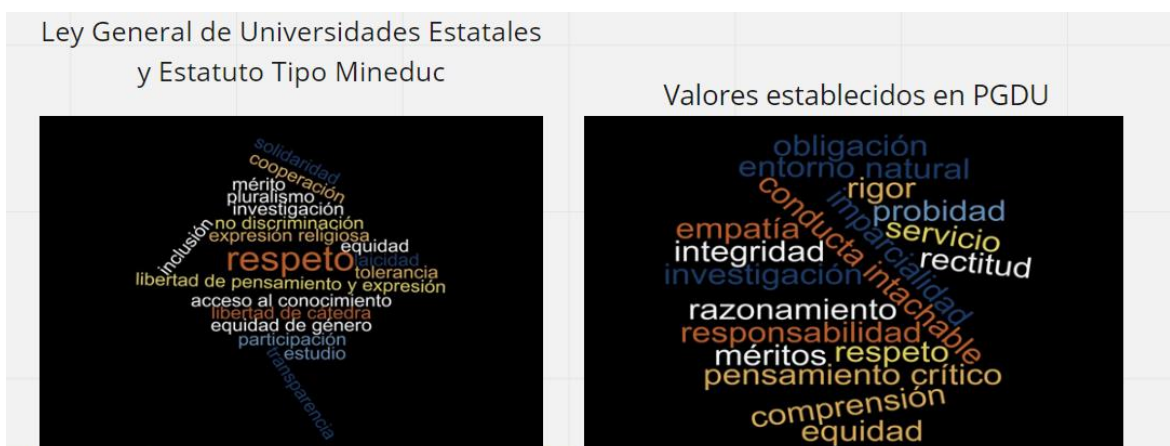 Ley General de Universidades Estatales
y Estatuto Tipo Mineduc
solidaridad
cooperación
mérito
pluralismo
investigación
no discriminación
expresión religiosa
inclusión
equidad
respeto
laicidad
tolerancia
libertad de pensamiento y expresión
acceso al conocimiento
libertad de cátedra
equidad de género
participación
estudio
transparencia
Valores establecidos en PGDU
obligación
entorno natural
conducta intachable
imparcialidad
rigor
probidad
empatía
servicio
integridad
rectitud
investigación
razonamiento
responsabilidad
méritos
respeto
pensamiento crítico
comprensión
equidad